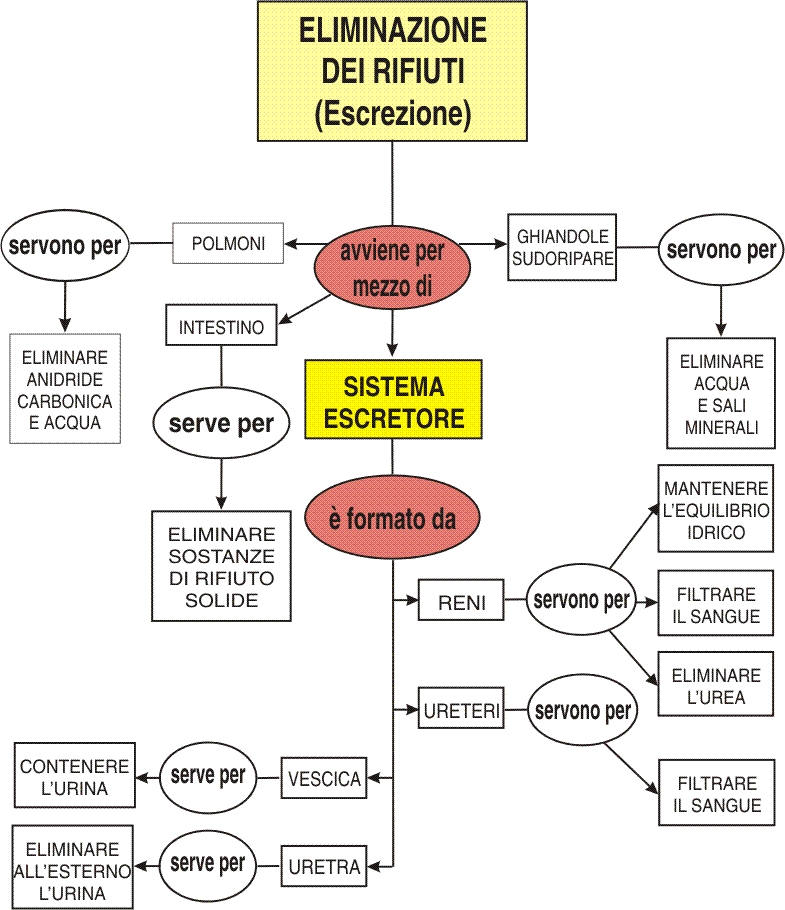 ELIMINAZIONE
DEI RIFIUTI
(Escrezione)
servono per
POLMONI
avviene per
mezzo di
GHIANDOLE
SUDORIPARE
servono per
INTESTINO
ELIMINARE
ANIDRIDE
CARBONICA
E ACQUA
SISTEMA
ESCRETORE
ELIMINARE
ACQUA
E SALI
MINERALI
serve per
ELIMINARE
SOSTANZE
DI RIFIUTO
SOLIDE
è formato da
MANTENERE
L'EQUILIBRIO
IDRICO
RENI
servono per
FILTRARE
IL SANGUE
ELIMINARE
L'UREA
URETERI
servono per
FILTRARE
IL SANGUE
CONTENERE
L'URINA
serve per
VESCICA
ELIMINARE
ALL'ESTERNO
L'URINA
serve per
URETRA